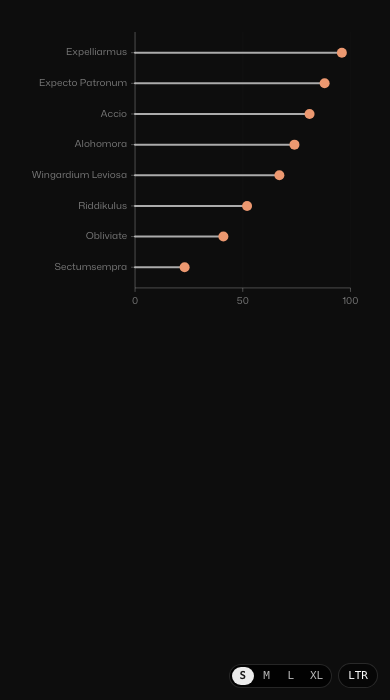 Expelliarmus
Expecto Patronum
Accio
Alohomora
Wingardium Leviosa
Riddikulus
Obliviate
Sectumsempra
0 50 100
S M L XL LTR